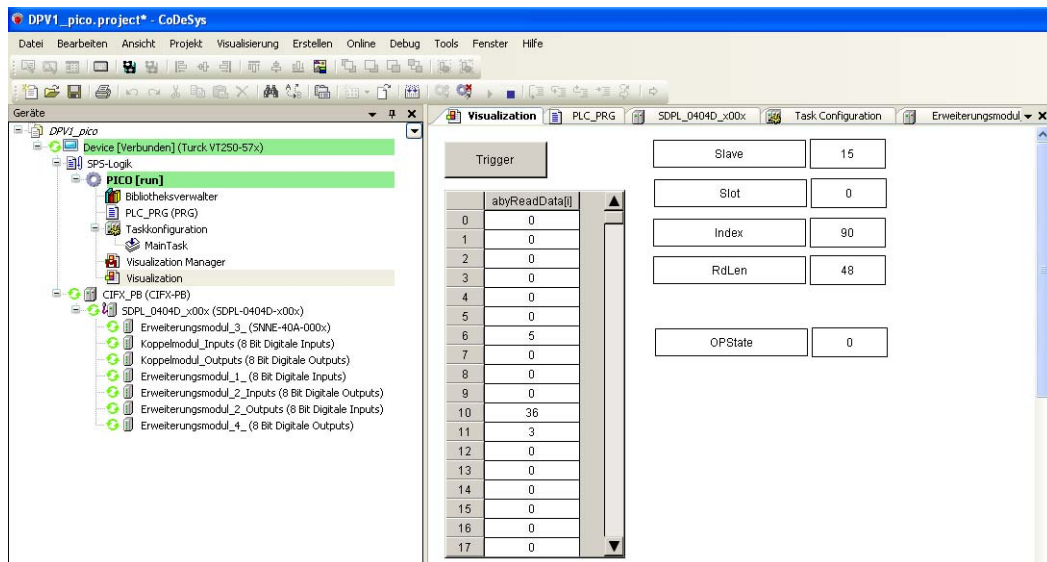 DPV1_pico.project* - CoDeSys
Datei Bearbeiten Ansicht Projekt Visualisierung Erstellen Online Debug Tools Fenster Hilfe
Geräte
DPV1_pico
Device [Verbunden] (Turck VT250-57x)
SPS-Logik
PICO [run]
Bibliotheksverwalter
PLC_PRG (PRG)
Taskkonfiguration
MainTask
Visualization Manager
Visualization
CIFX_PB (CIFX-PB)
SDPL_0404D_x00x (SDPL-0404D-x00x)
Erweiterungsmodul_3_ (SNNE-40A-000x)
Koppelmodul_Inputs (8 Bit Digitale Inputs)
Koppelmodul_Outputs (8 Bit Digitale Outputs)
Erweiterungsmodul_1_ (8 Bit Digitale Inputs)
Erweiterungsmodul_2_Inputs (8 Bit Digitale Outputs)
Erweiterungsmodul_2_Outputs (8 Bit Digitale Inputs)
Erweiterungsmodul_4_ (8 Bit Digitale Outputs)
Visualization PLC_PRG SDPL_0404D_x00x Task Configuration Erweiterungsmodul_
Trigger
abyReadData[i]
0 0
1 0
2 0
3 0
4 0
5 0
6 5
7 0
8 0
9 0
10 36
11 3
12 0
13 0
14 0
15 0
16 0
17 0
Slave 15
Slot 0
Index 90
RdLen 48
OPState 0